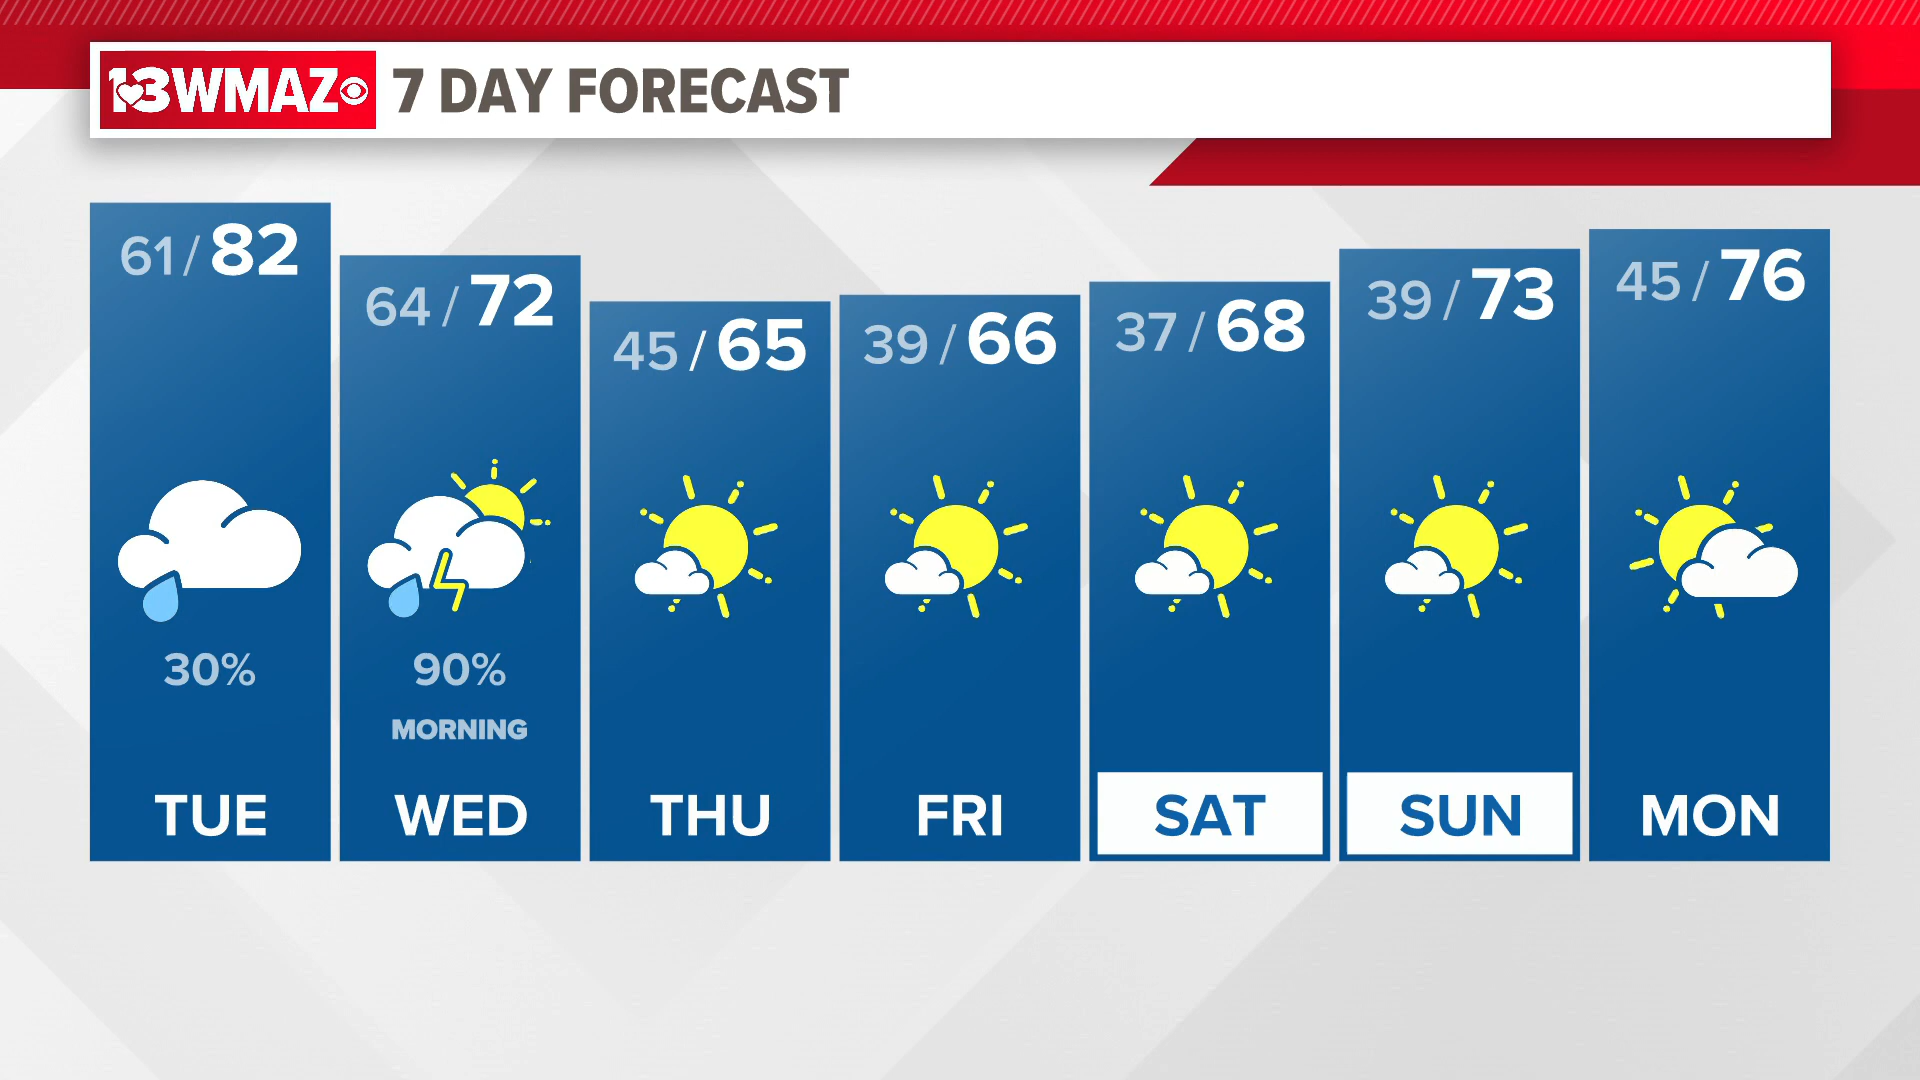 13WMAZ 7 DAY FORECAST
61/82
64/72
45/65
39/66
37/68
39/73
45/76
30%
90%
MORNING
TUE
WED
THU
FRI
SAT
SUN
MON